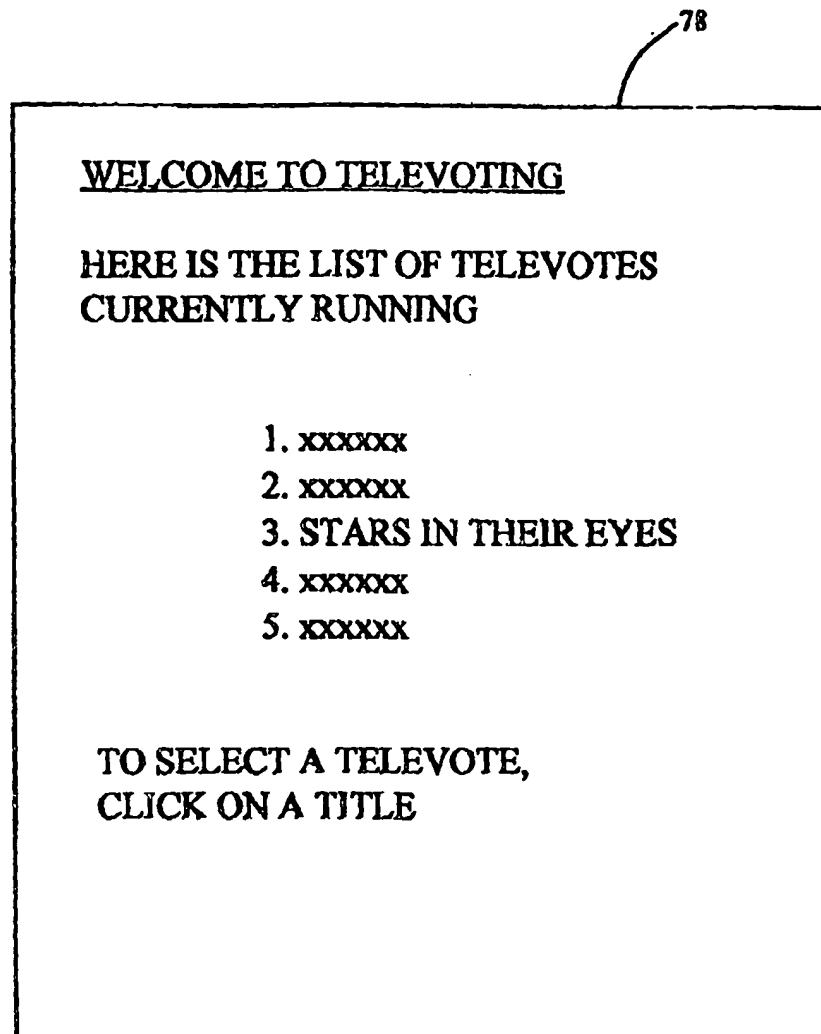 78
WELCOME TO TELEVOTING
HERE IS THE LIST OF TELEVOTES
CURRENTLY RUNNING
1. xxxxxx
2. xxxxxx
3. STARS IN THEIR EYES
4. xxxxxx
5. xxxxxx
TO SELECT A TELEVOTE,
CLICK ON A TITLE